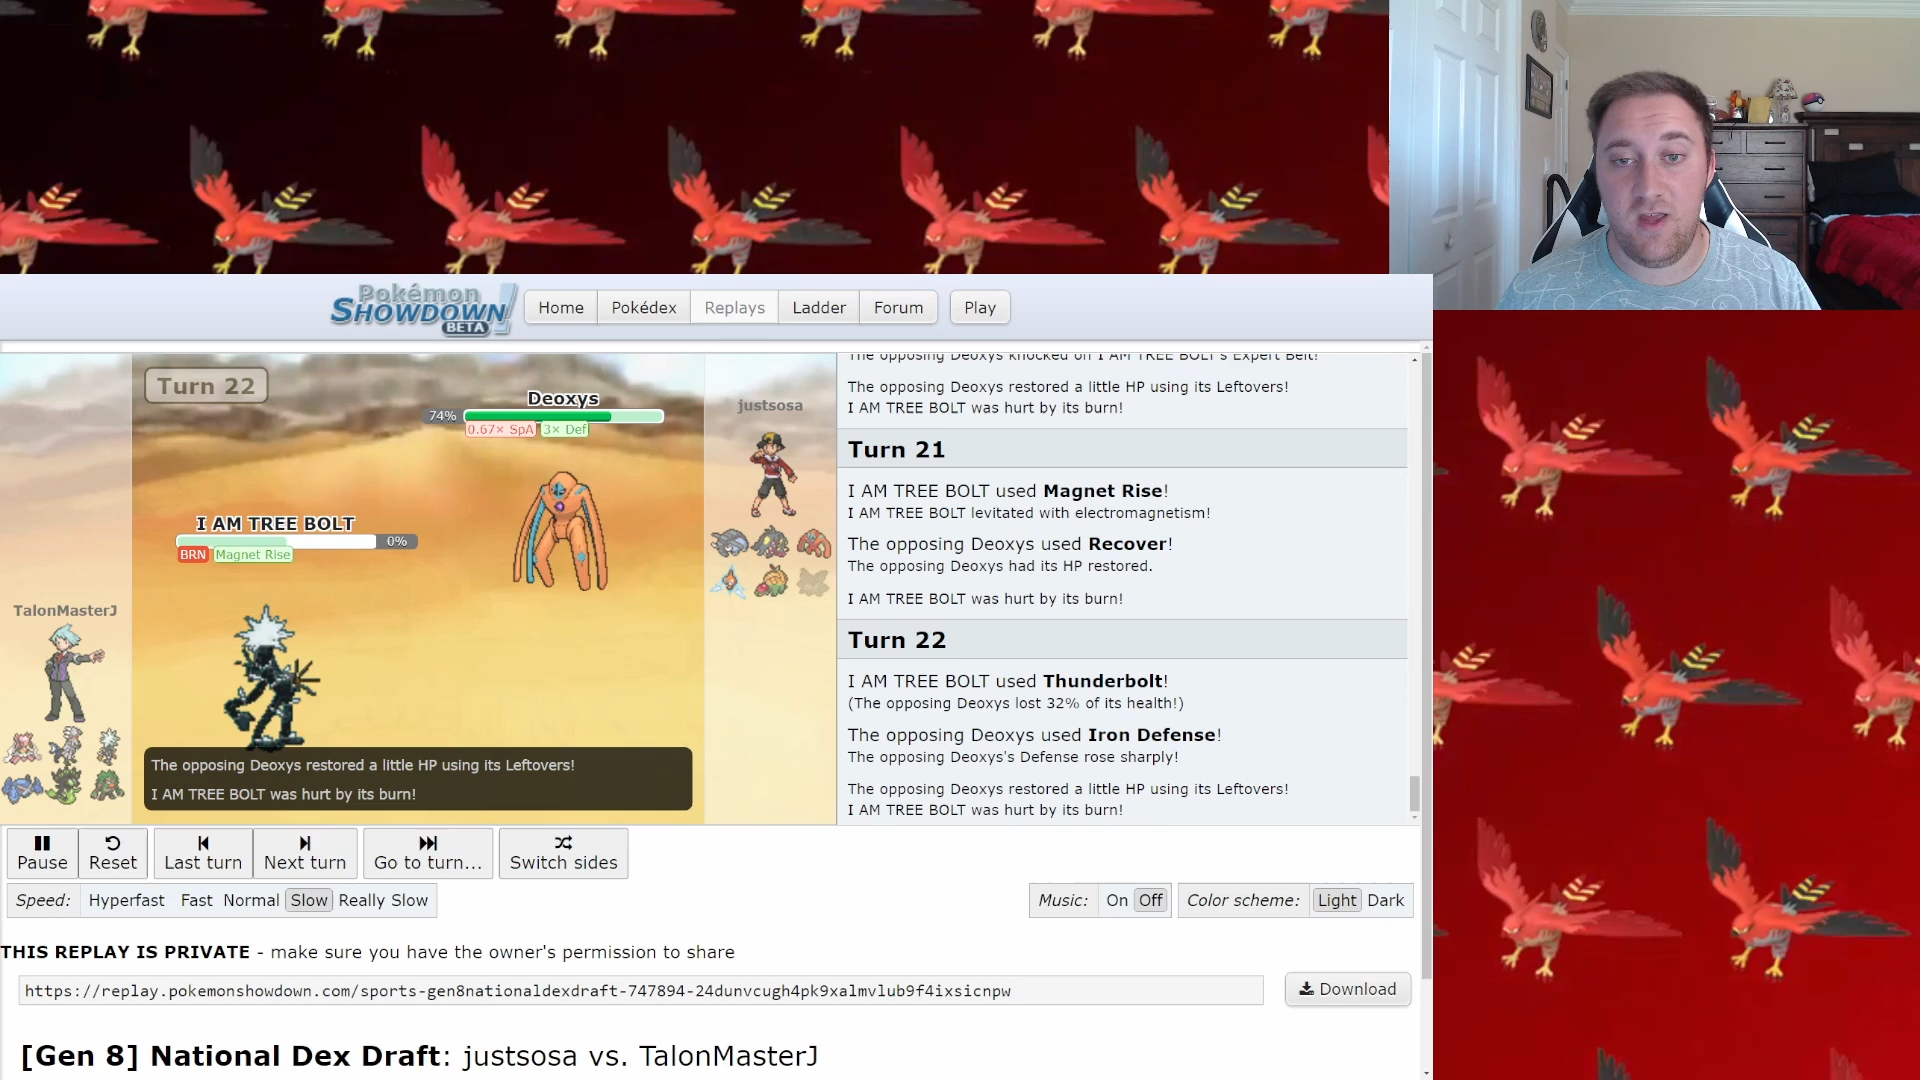 Pokémon
SHOWDOWN
BETA
Home
Pokédex
Replays
Ladder
Forum
Play
Turn 22
Deoxys
74%
0.67× SpA
3× Def
justsosa
I AM TREE BOLT
0%
BRN
Magnet Rise
TalonMasterJ
The opposing Deoxys restored a little HP using its Leftovers!
I AM TREE BOLT was hurt by its burn!
The opposing Deoxys knocked off I AM TREE BOLT's Expert Belt!
The opposing Deoxys restored a little HP using its Leftovers!
I AM TREE BOLT was hurt by its burn!
Turn 21
I AM TREE BOLT used Magnet Rise!
I AM TREE BOLT levitated with electromagnetism!
The opposing Deoxys used Recover!
The opposing Deoxys had its HP restored.
I AM TREE BOLT was hurt by its burn!
Turn 22
I AM TREE BOLT used Thunderbolt!
(The opposing Deoxys lost 32% of its health!)
The opposing Deoxys used Iron Defense!
The opposing Deoxys's Defense rose sharply!
The opposing Deoxys restored a little HP using its Leftovers!
I AM TREE BOLT was hurt by its burn!
Pause
Reset
Last turn
Next turn
Go to turn...
Switch sides
Speed: Hyperfast Fast Normal Slow Really Slow
Music: On Off
Color scheme: Light Dark
THIS REPLAY IS PRIVATE - make sure you have the owner's permission to share
https://replay.pokemonshowdown.com/sports-gen8nationaldexdraft-747894-24dunvcugh4pk9xalmvlub9f4ixsicnpw
Download
[Gen 8] National Dex Draft: justsosa vs. TalonMasterJ